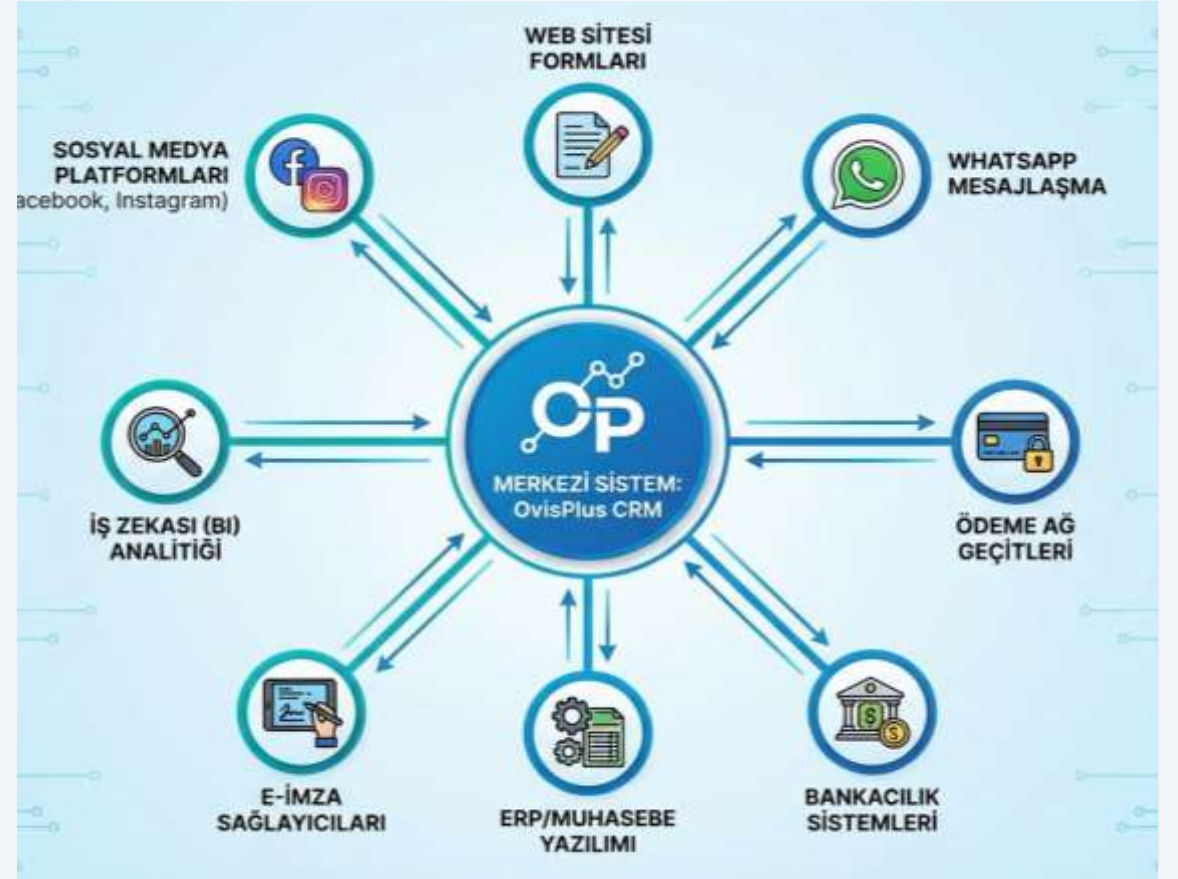 WEB SİTESİ
FORMLARI
SOSYAL MEDYA
PLATFORMLARI
acebook, Instagram)
WHATSAPP
MESAJLAŞMA
OP
MERKEZİ SİSTEM:
OvisPlus CRM
İŞ ZEKASI (BI)
ANALİTİĞİ
ÖDEME AĞ
GEÇİTLERİ
E-İMZA
SAĞLAYICILARI
ERP/MUHASEBE
YAZILIMI
BANKACILIK
SİSTEMLERİ